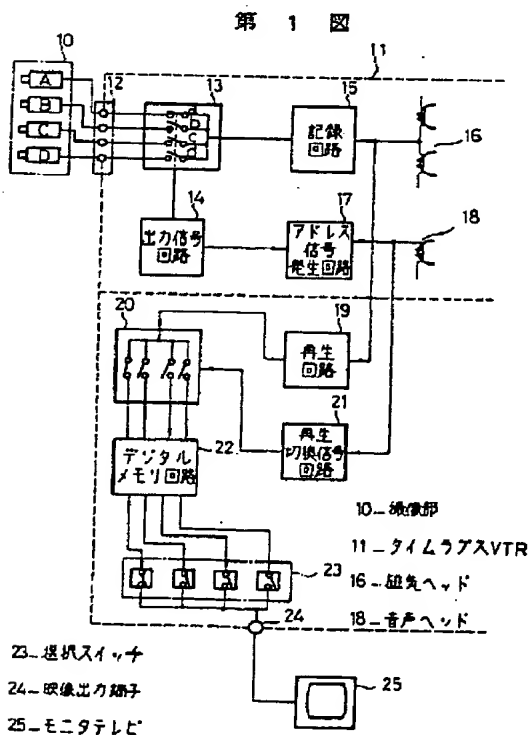 第 1 図
10
11
A
B
C
D
12
13
a
b
c
d
15
記録
回路
16
14
出力信号
回路
17
アドレス
信号
発生回路
18
20
19
再生
回路
21
再生
切換信号
回路
22
デジタル
メモリ回路
10…撮像部
11…タイムラプスVTR
23
16…磁気ヘッド
24
18…音声ヘッド
23…選択スイッチ
24…映像出力端子
25
25…モニタテレビ